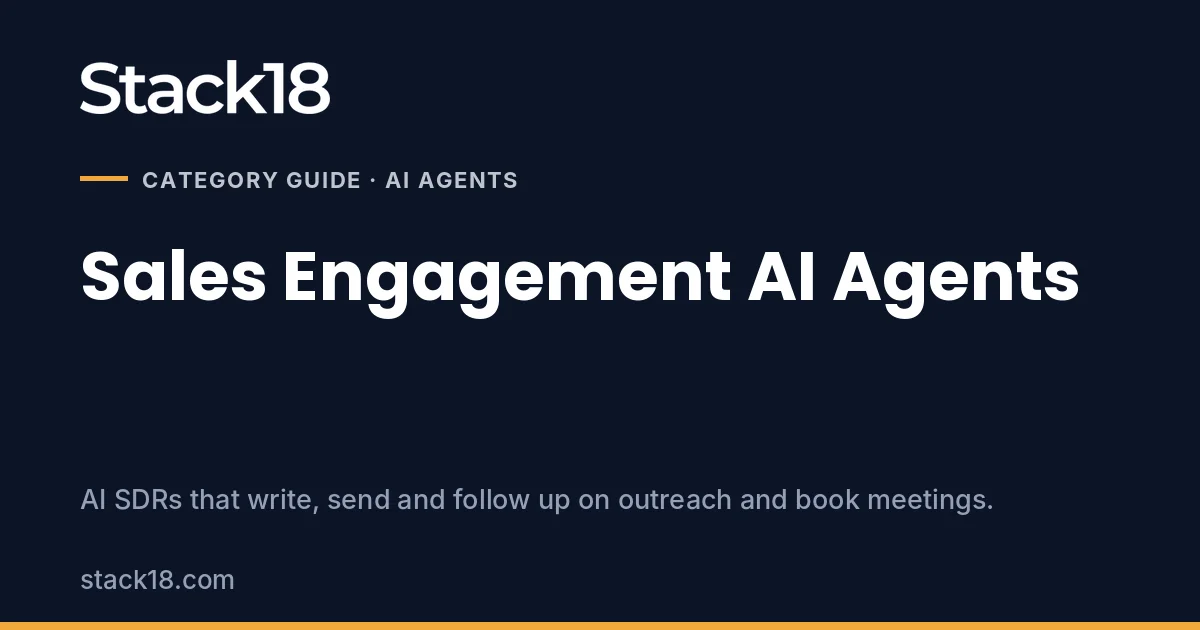 Stack18
CATEGORY GUIDE · AI AGENTS
Sales Engagement AI Agents
AI SDRs that write, send and follow up on outreach and book meetings.
stack18.com